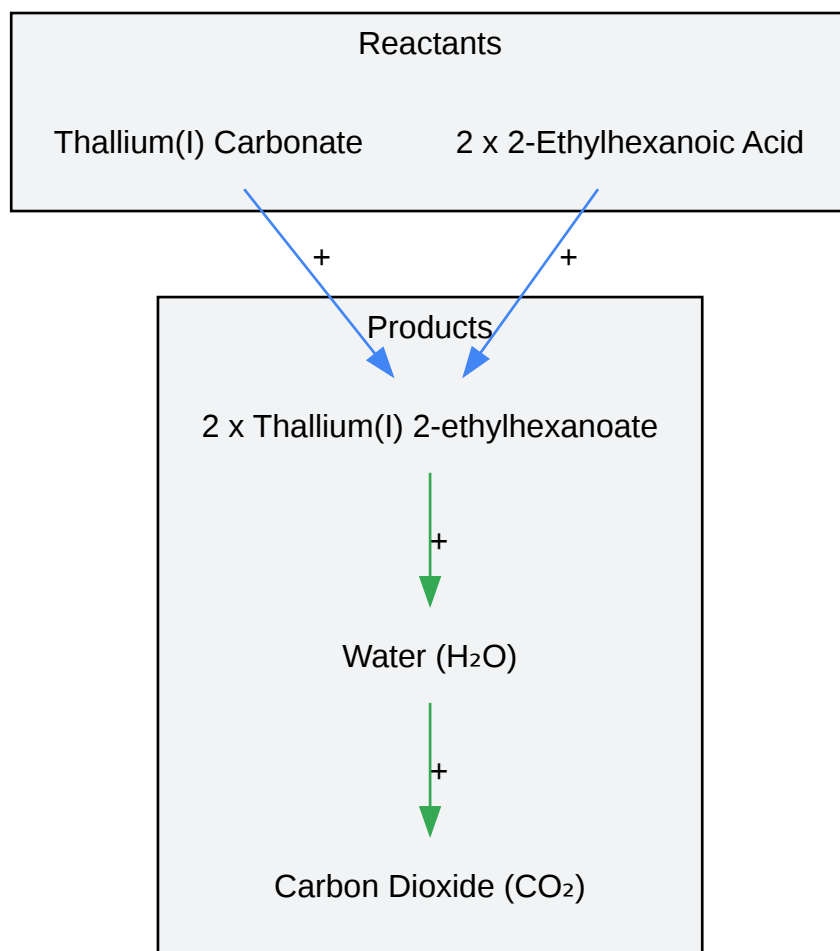 Reactants
Thallium(I) Carbonate
2 x 2-Ethylhexanoic Acid
+
+
Products
2 x Thallium(I) 2-ethylhexanoate
+
Water (H₂O)
+
Carbon Dioxide (CO₂)